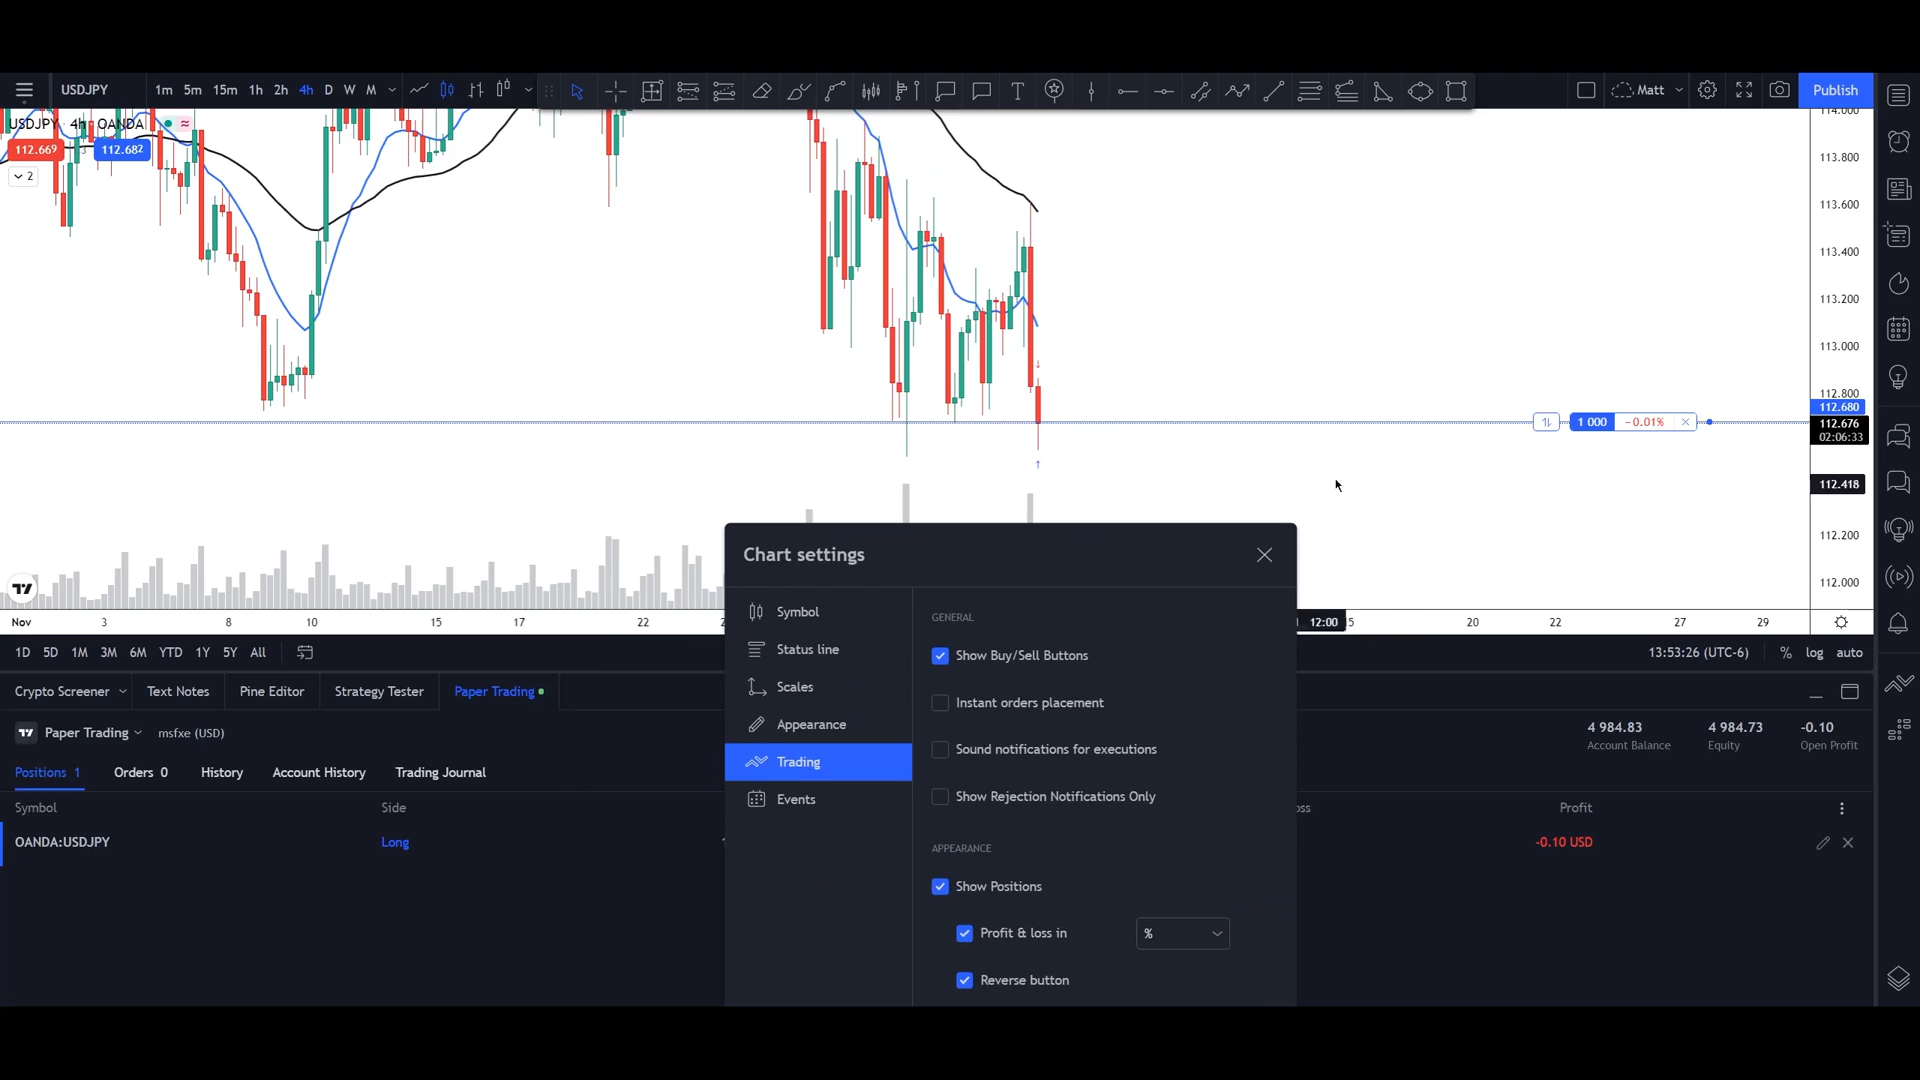 USDJPY 1m 5m 15m 1h 2h 4h D W M Matt Publish
USDJPY · 4h · OANDA
112.669 3 112.682
2
114.000
113.800
113.600
113.400
113.200
113.000
112.800
112.680
112.676
02:06:33
1 000 -0.01%
112.418
112.200
112.000
Nov 3 8 10 15 17 22 2 12:00 5 20 22 27 29
1D 5D 1M 3M 6M YTD 1Y 5Y All 13:53:26 (UTC-6) % log auto
Crypto Screener Text Notes Pine Editor Strategy Tester Paper Trading
Paper Trading msfxe (USD)
4 984.83 4 984.73 -0.10
Account Balance Equity Open Profit
Positions 1 Orders 0 History Account History Trading Journal
Symbol Side oss Profit
OANDA:USDJPY Long -0.10 USD
Chart settings
Symbol
Status line
Scales
Appearance
Trading
Events
GENERAL
Show Buy/Sell Buttons
Instant orders placement
Sound notifications for executions
Show Rejection Notifications Only
APPEARANCE
Show Positions
Profit & loss in %
Reverse button